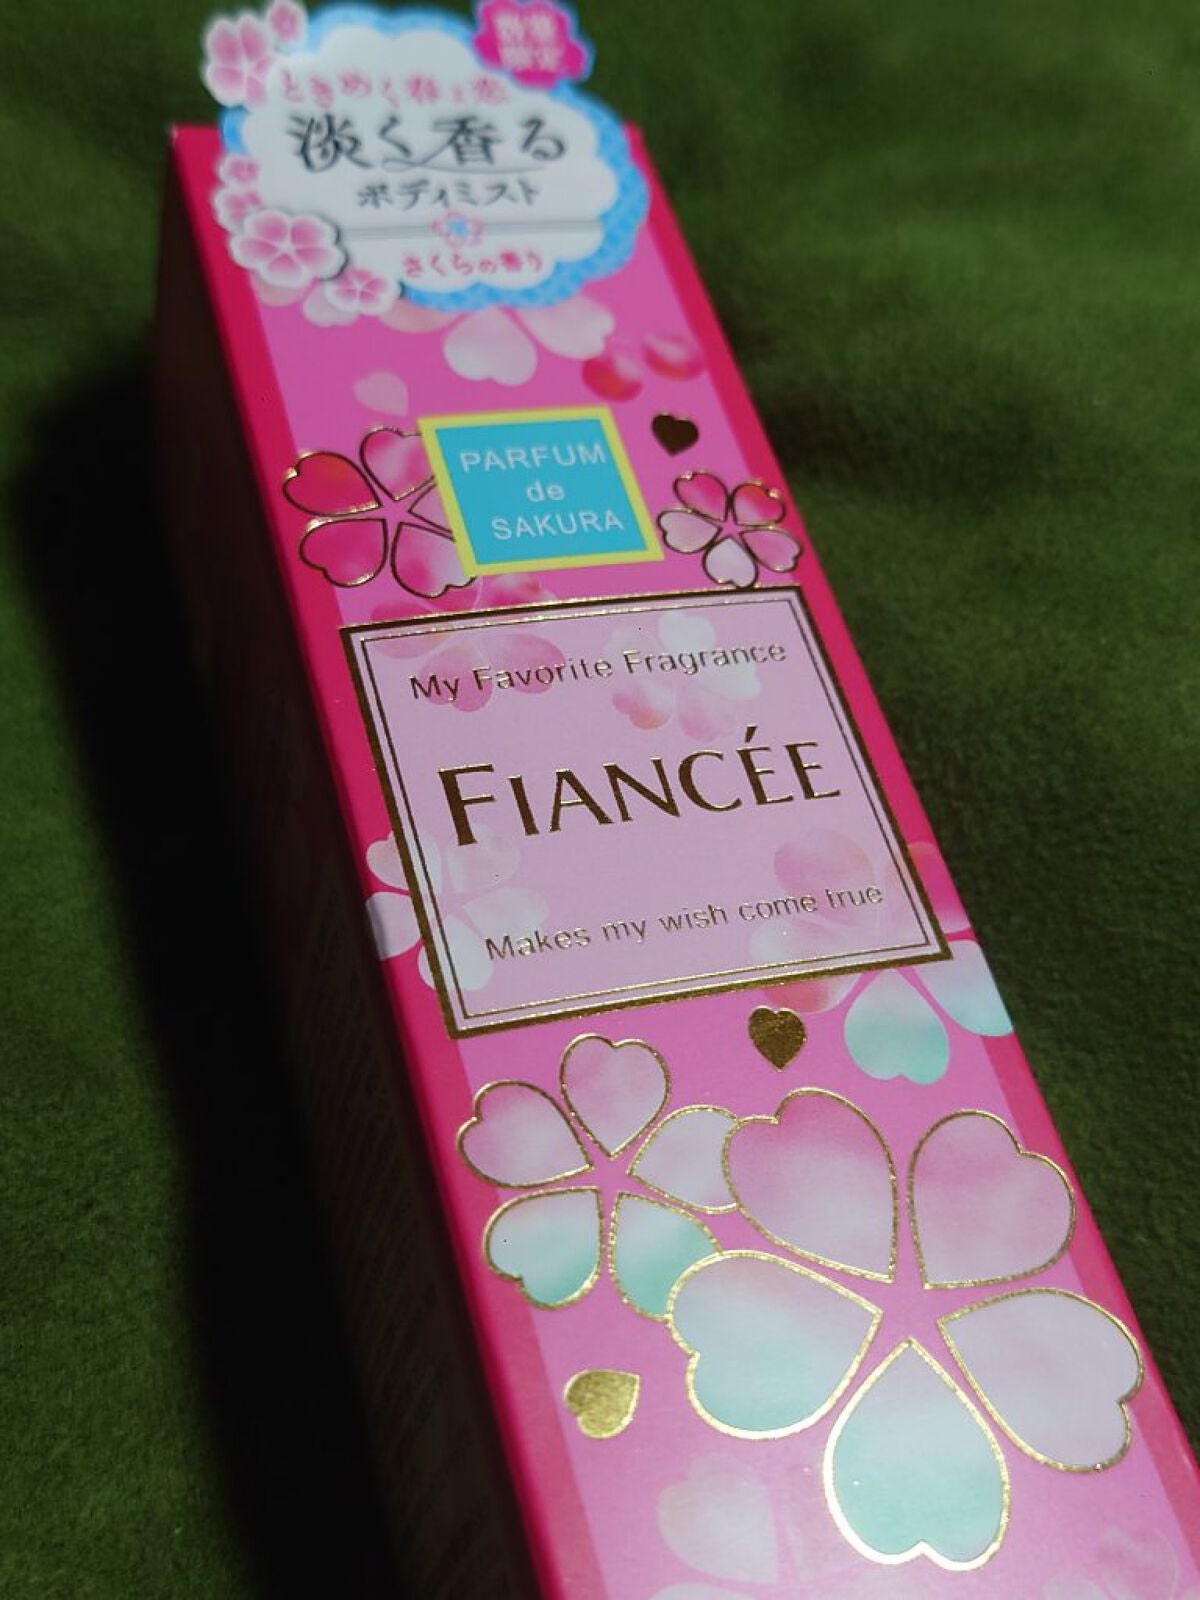 数量
限定
ときめく春と恋
淡く香る
ボディミスト
さくらの香り
PARFUM
de
SAKURA
My Favorite Fragrance
FIANCÉE
Makes my wish come true